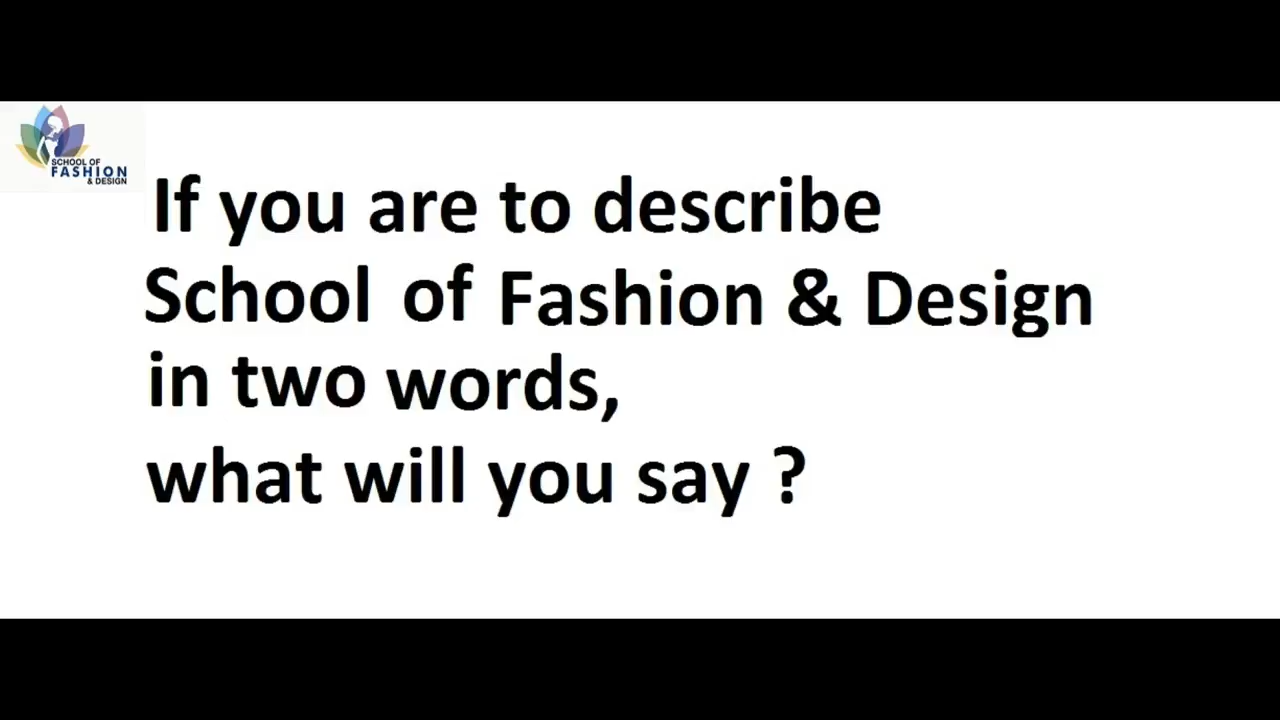 SCHOOL OF
FASHION
& DESIGN
If you are to describe
School of Fashion & Design
in two words,
what will you say ?